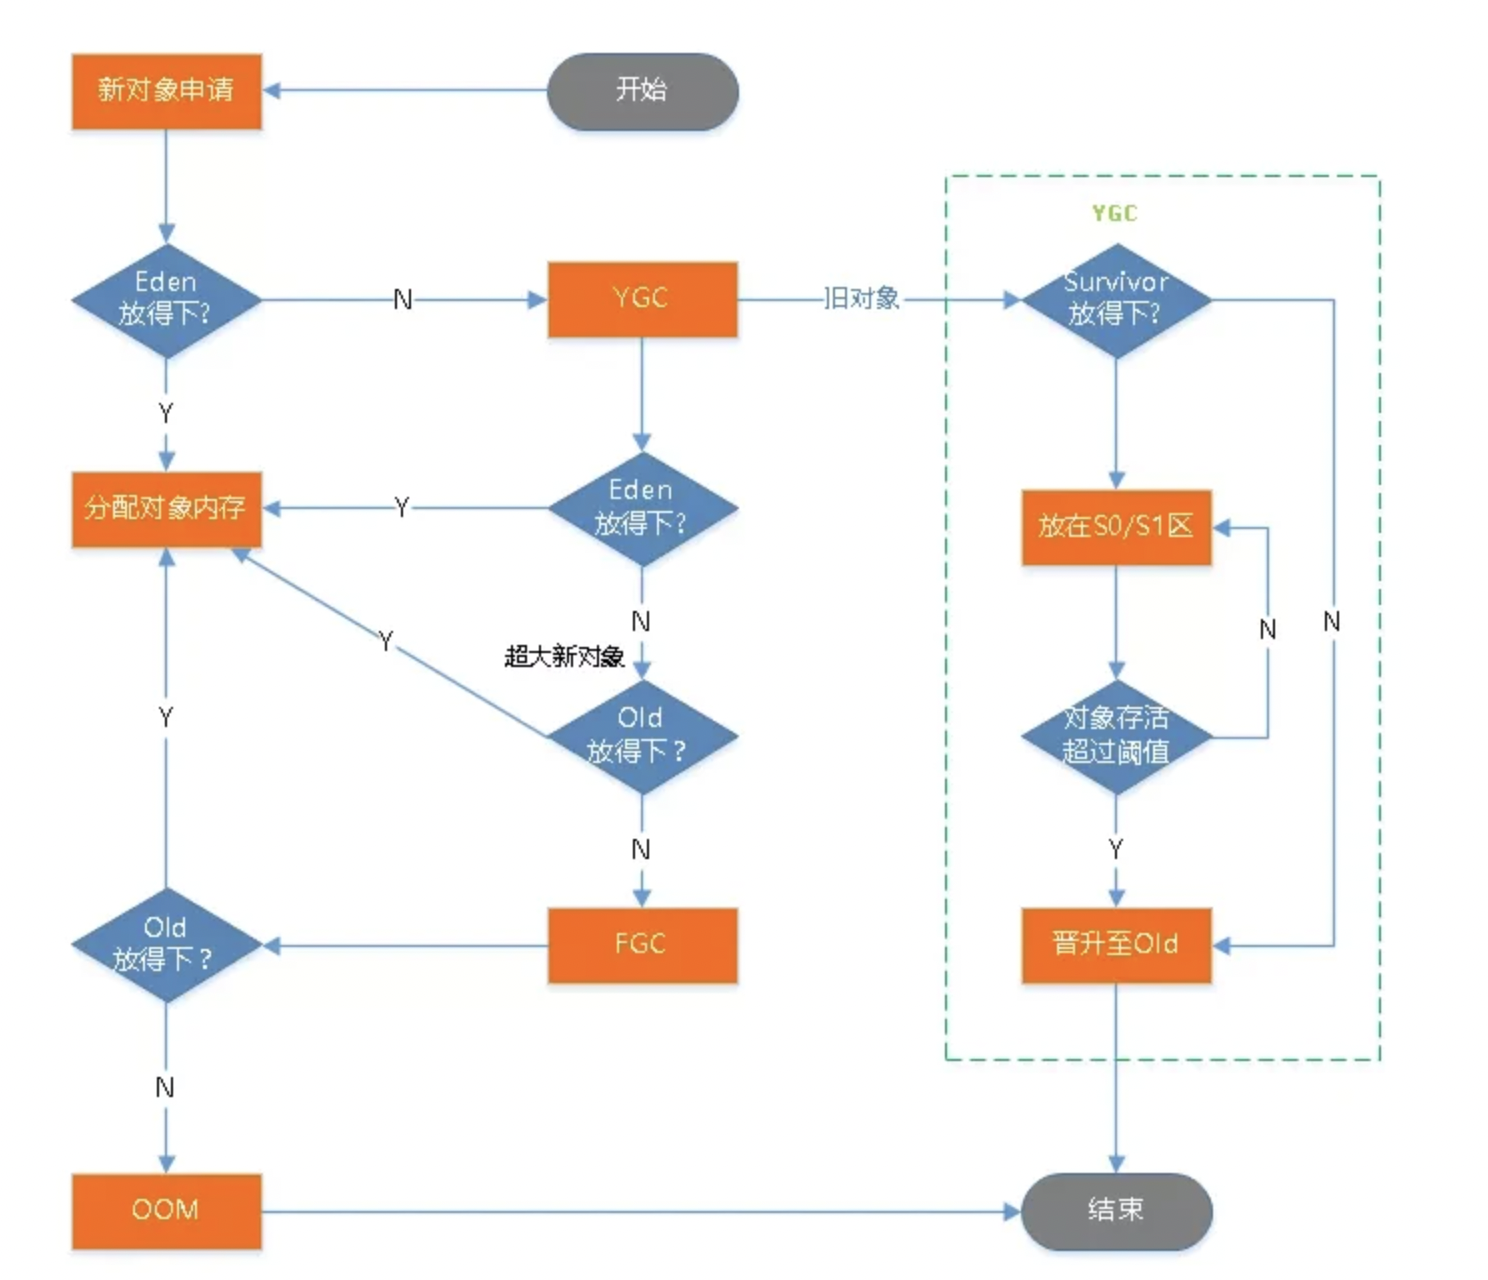 新对象申请
开始
YGC
Eden
放得下?
N
YGC
旧对象
Survivor
放得下?
Y
分配对象内存
Y
Eden
放得下?
放在S0/S1区
N
超大新对象
Y
N
N
Y
Old
放得下？
对象存活
超过阈值
N
Y
Old
放得下？
FGC
晋升至Old
N
OOM
结束